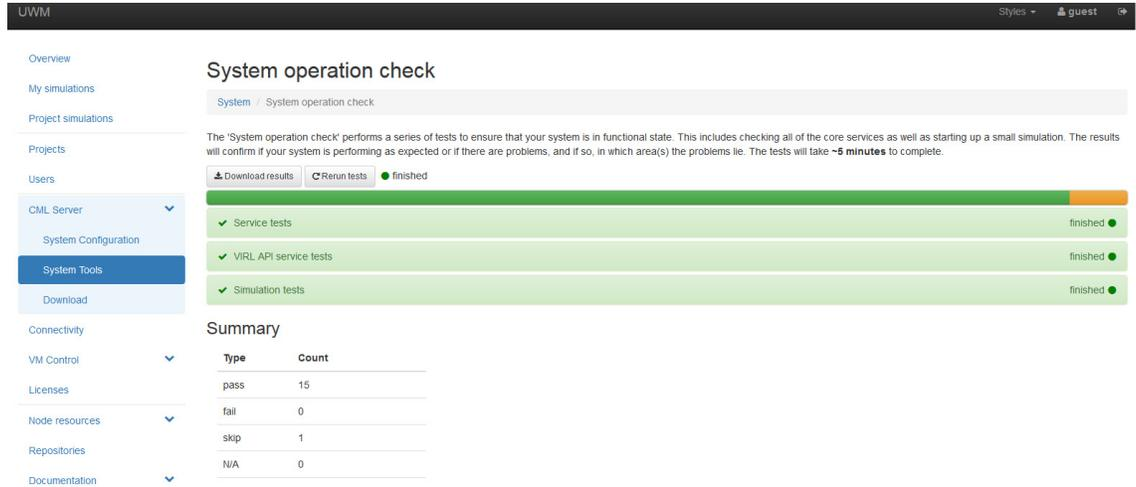 UWM
Styles
guest
Overview
My simulations
Project simulations
Projects
Users
CML Server
System Configuration
System Tools
Download
Connectivity
VM Control
Licenses
Node resources
Repositories
Documentation
System operation check
System / System operation check
The 'System operation check' performs a series of tests to ensure that your system is in functional state. This includes checking all of the core services as well as starting up a small simulation. The results
will confirm if your system is performing as expected or if there are problems, and if so, in which area(s) the problems lie. The tests will take ~5 minutes to complete.
Download results Rerun tests finished
Service tests finished
VIRL API service tests finished
Simulation tests finished
Summary
Type Count
pass 15
fail 0
skip 1
N/A 0